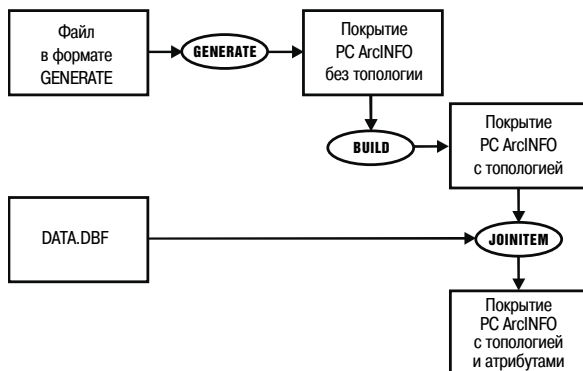 Файл
в формате
GENERATE
GENERATE
Покрытие
PC ArcINFO
без топологии
BUILD
Покрытие
PC ArcINFO
с топологией
DATA.DBF
JOINITEM
Покрытие
PC ArcINFO
с топологией
и атрибутами